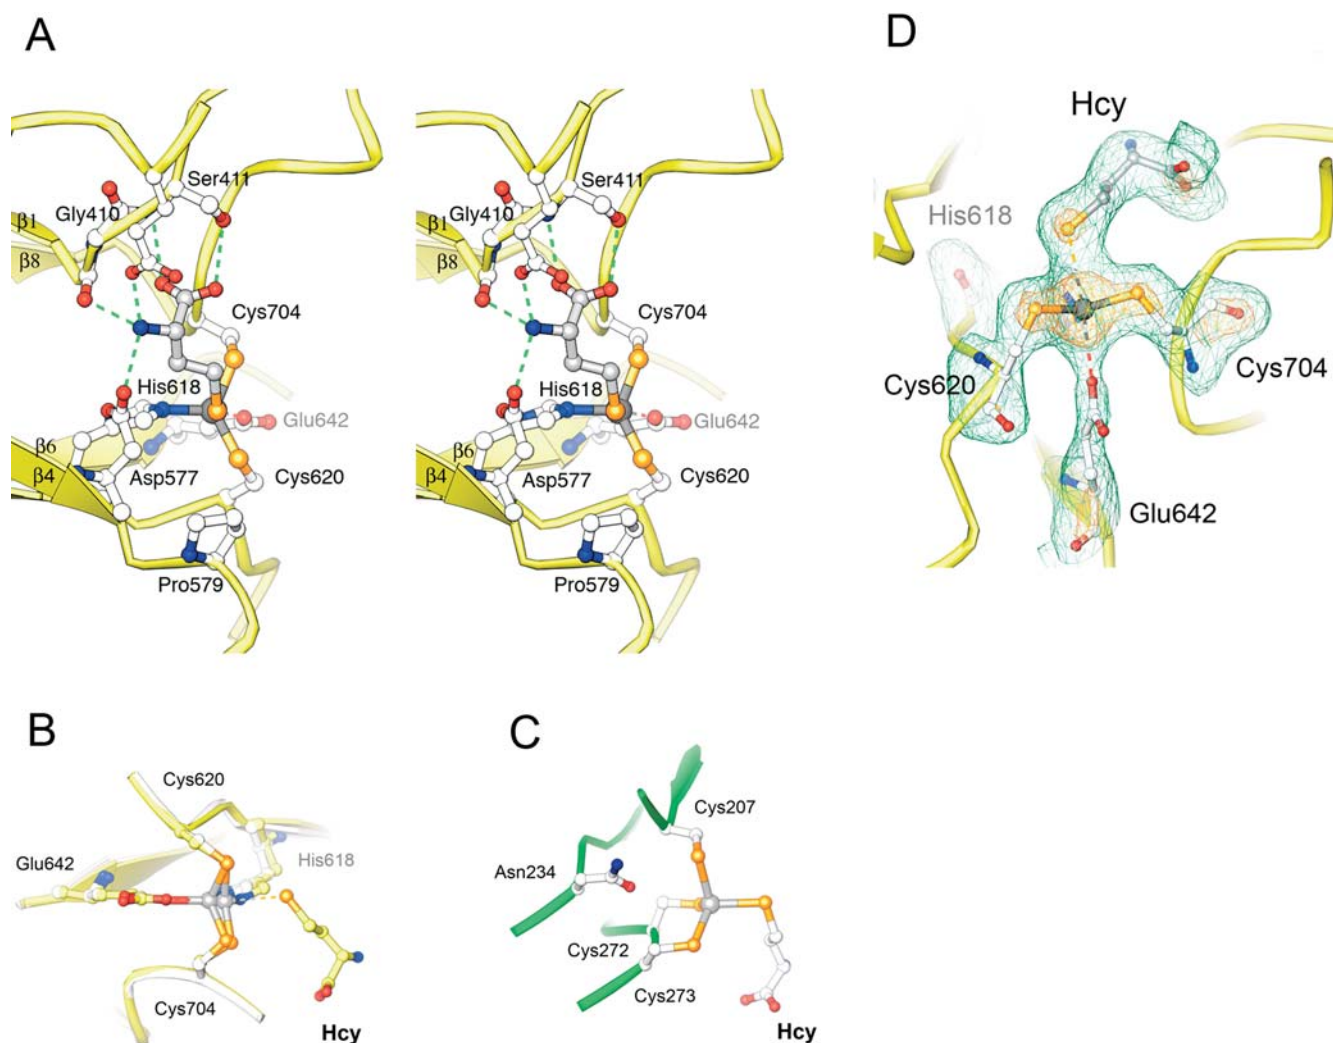 A
Ser411
Gly410
β1
β8
Cys704
His618
Glu642
β6
β4
Asp577
Cys620
Pro579
Ser411
Gly410
β1
β8
Cys704
His618
Glu642
β6
β4
Asp577
Cys620
Pro579
D
Hcy
His618
Cys620
Cys704
Glu642
B
Cys620
Glu642
His618
Cys704
Hcy
C
Cys207
Asn234
Cys272
Cys273
Hcy